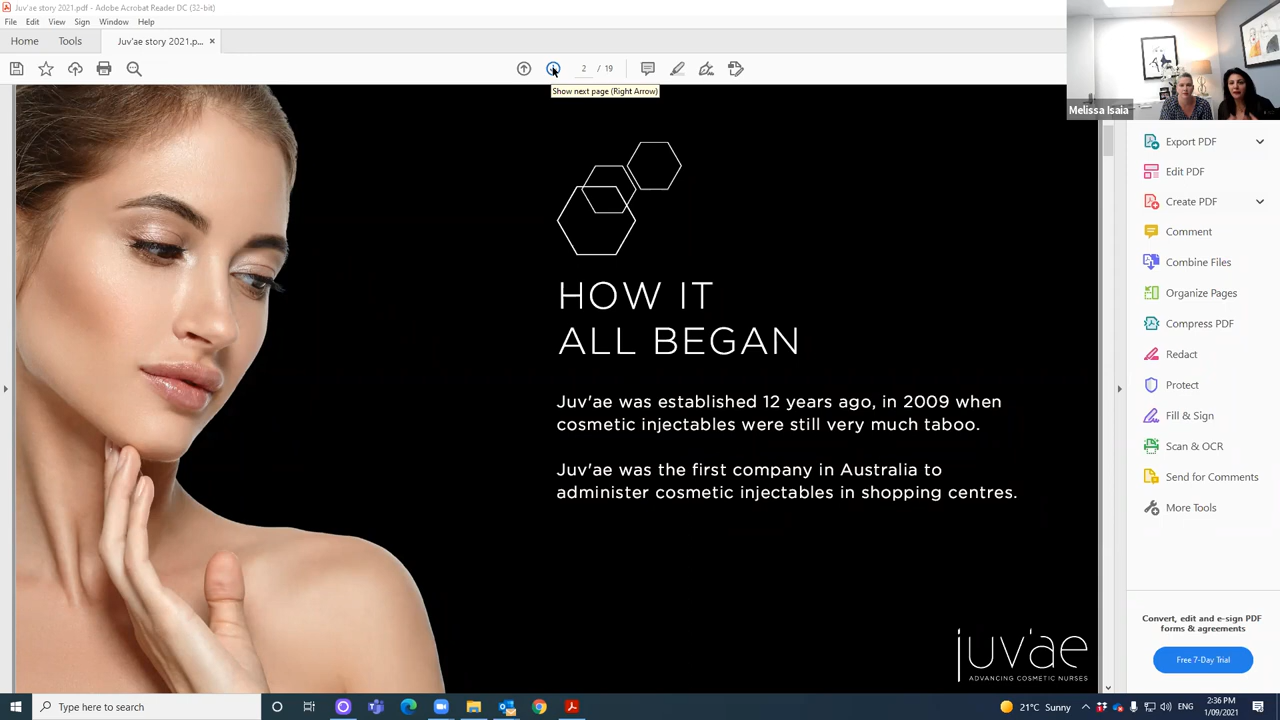 Juv'ae story 2021.pdf - Adobe Acrobat Reader DC (32-bit)
File Edit View Sign Window Help
Home Tools Juv'ae story 2021.p... ×
2 / 19
Show next page (Right Arrow)
Melissa Isaia
HOW IT
ALL BEGAN
Juv'ae was established 12 years ago, in 2009 when
cosmetic injectables were still very much taboo.
Juv'ae was the first company in Australia to
administer cosmetic injectables in shopping centres.
juv'ae
ADVANCING COSMETIC NURSES
Export PDF
Edit PDF
Create PDF
Comment
Combine Files
Organize Pages
Compress PDF
Redact
Protect
Fill & Sign
Scan & OCR
Send for Comments
More Tools
Convert, edit and e-sign PDF
forms & agreements
Free 7-Day Trial
Type here to search
21°C Sunny
ENG
2:36 PM
1/09/2021